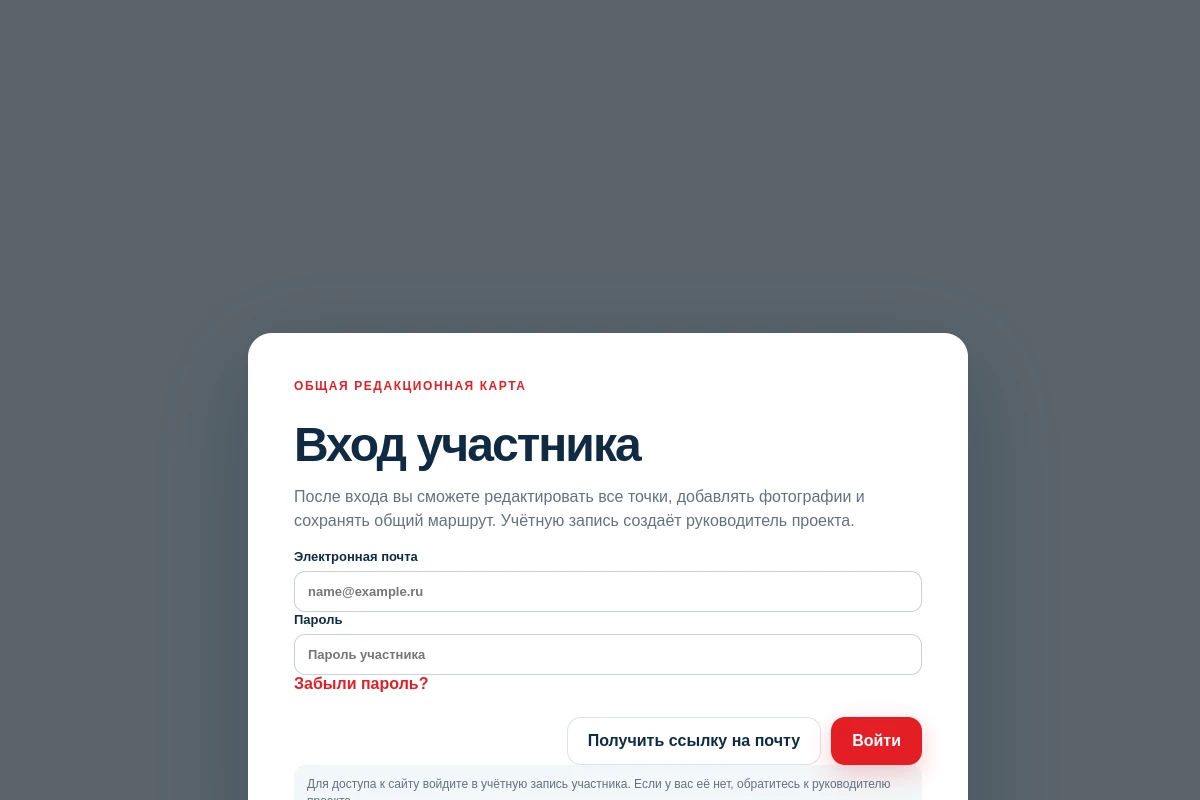 ОБЩАЯ РЕДАКЦИОННАЯ КАРТА
Вход участника
После входа вы сможете редактировать все точки, добавлять фотографии и
сохранять общий маршрут. Учётную запись создаёт руководитель проекта.
Электронная почта
name@example.ru
Пароль
Пароль участника
Забыли пароль?
Получить ссылку на почту Войти
Для доступа к сайту войдите в учётную запись участника. Если у вас её нет, обратитесь к руководителю
проекта.